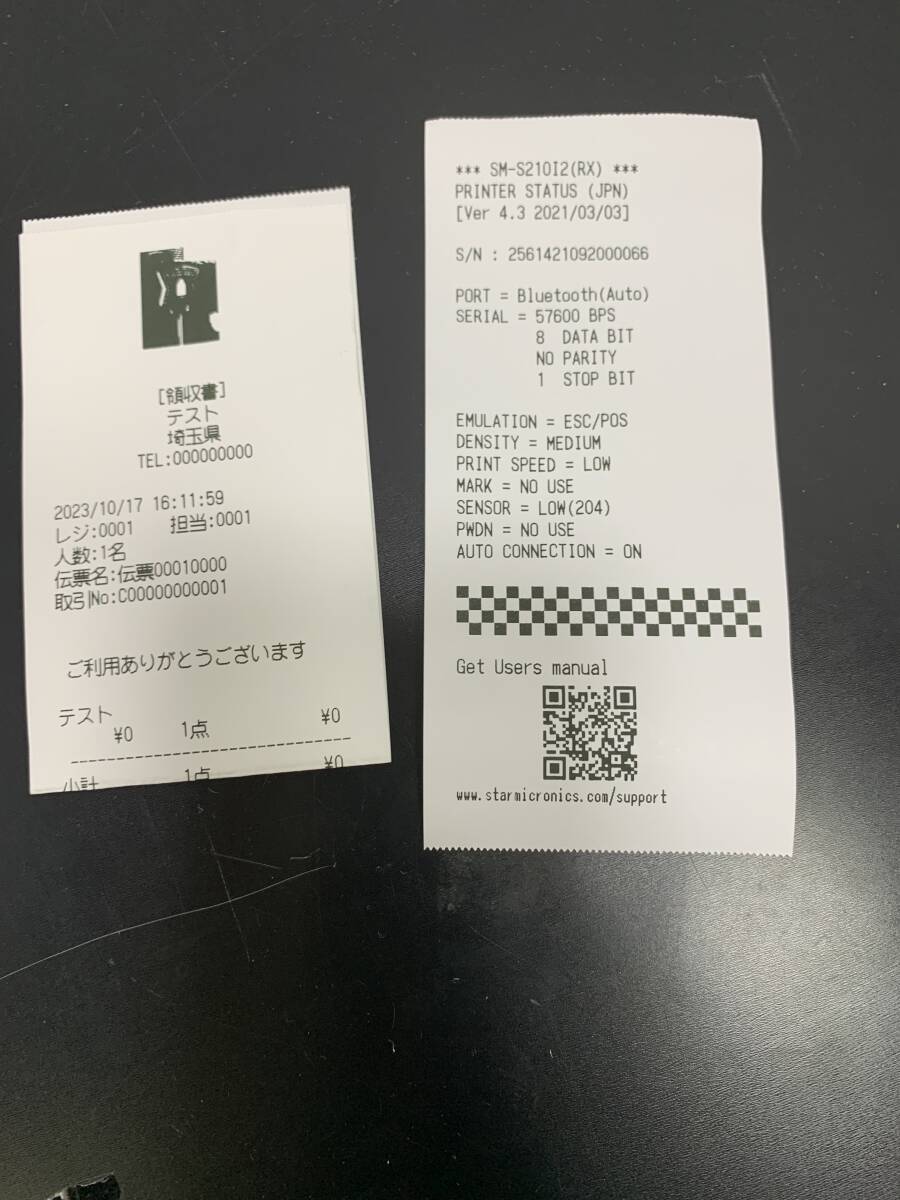 [領収書]
テスト
埼玉県
TEL:000000000
2023/10/17 16:11:59
レジ:0001 担当:0001
人数:1名
伝票名:伝票00010000
取引No:C00000000001
ご利用ありがとうございます
テスト
¥0 1点 ¥0
小計 1点 ¥0
*** SM-S210I2(RX) ***
PRINTER STATUS (JPN)
[Ver 4.3 2021/03/03]
S/N : 2561421092000066
PORT = Bluetooth(Auto)
SERIAL = 57600 BPS
8 DATA BIT
NO PARITY
1 STOP BIT
EMULATION = ESC/POS
DENSITY = MEDIUM
PRINT SPEED = LOW
MARK = NO USE
SENSOR = LOW(204)
PWDN = NO USE
AUTO CONNECTION = ON
Get Users manual
www.starmicronics.com/support